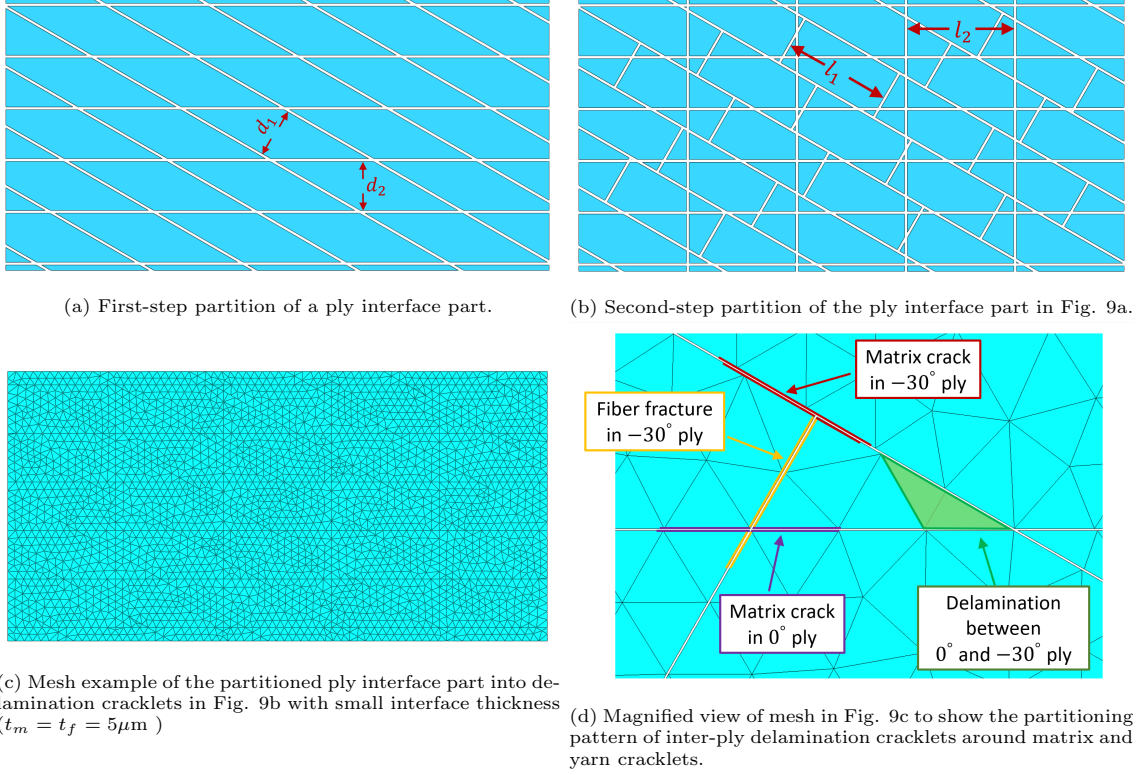 d₁
d₂
(a) First-step partition of a ply interface part.
l₁
l₂
(b) Second-step partition of the ply interface part in Fig. 9a.
(c) Mesh example of the partitioned ply interface part into de-
lamination cracklets in Fig. 9b with small interface thickness
(tₘ = t_f = 5μm )
Matrix crack
in −30° ply
Fiber fracture
in −30° ply
Matrix crack
in 0° ply
Delamination
between
0° and −30° ply
(d) Magnified view of mesh in Fig. 9c to show the partitioning
pattern of inter-ply delamination cracklets around matrix and
yarn cracklets.